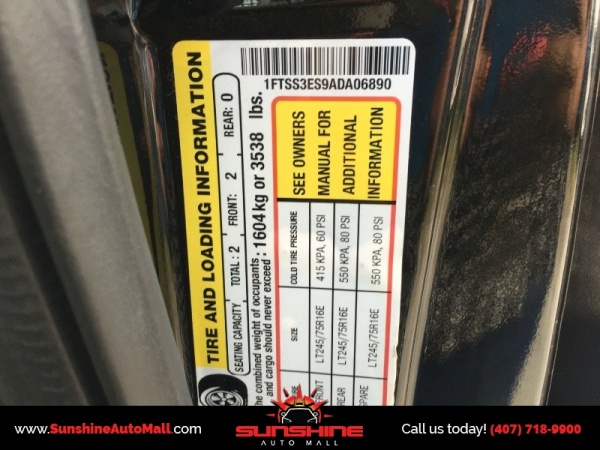 TIRE AND LOADING INFORMATION
SEATING CAPACITY TOTAL: 2 FRONT: 2 REAR: 0
he combined weight of occupants
and cargo should never exceed : 1604 kg or 3538 lbs.
RE SIZE COLD TIRE PRESSURE
FRONT LT245/75R16E 415 KPA, 60 PSI
REAR LT245/75R16E 550 KPA, 80 PSI
SPARE LT245/75R16E 550 KPA, 80 PSI
SEE OWNERS
MANUAL FOR
ADDITIONAL
INFORMATION
1FTSS3ES9ADA06890
www.SunshineAutoMall.com
SUNSHINE
AUTO MALL
Call us today! (407) 718-9900